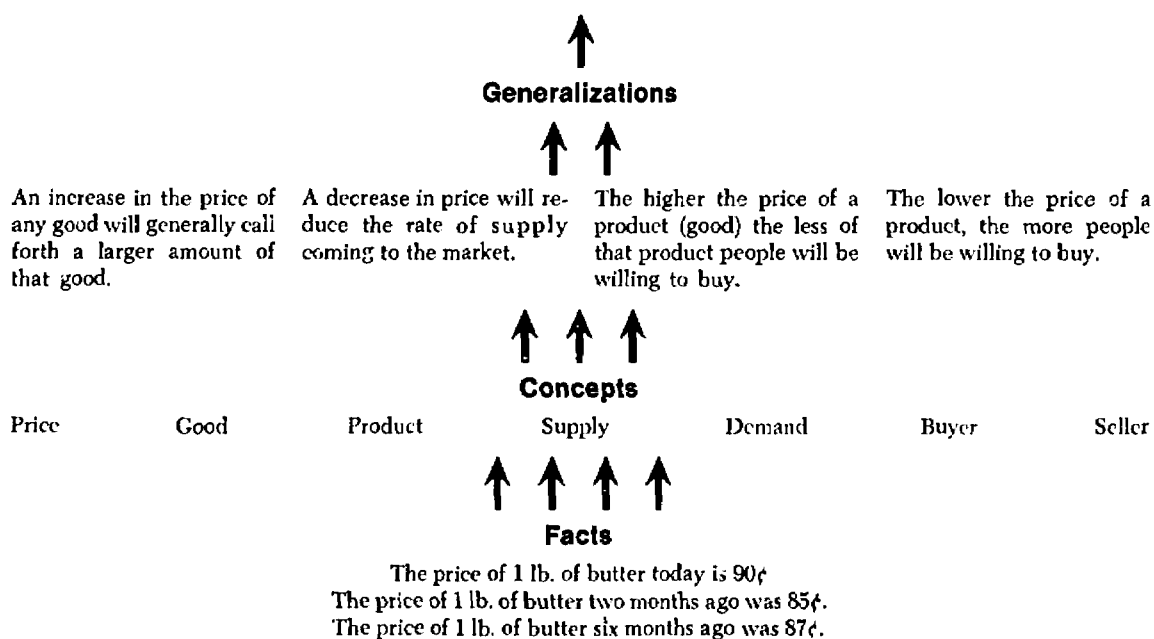 Generalizations
An increase in the price of
any good will generally call
forth a larger amount of
that good.
A decrease in price will re-
duce the rate of supply
coming to the market.
The higher the price of a
product (good) the less of
that product people will be
willing to buy.
The lower the price of a
product, the more people
will be willing to buy.
Concepts
Price Good Product Supply Demand Buyer Seller
Facts
The price of 1 lb. of butter today is 90¢
The price of 1 lb. of butter two months ago was 85¢.
The price of 1 lb. of butter six months ago was 87¢.